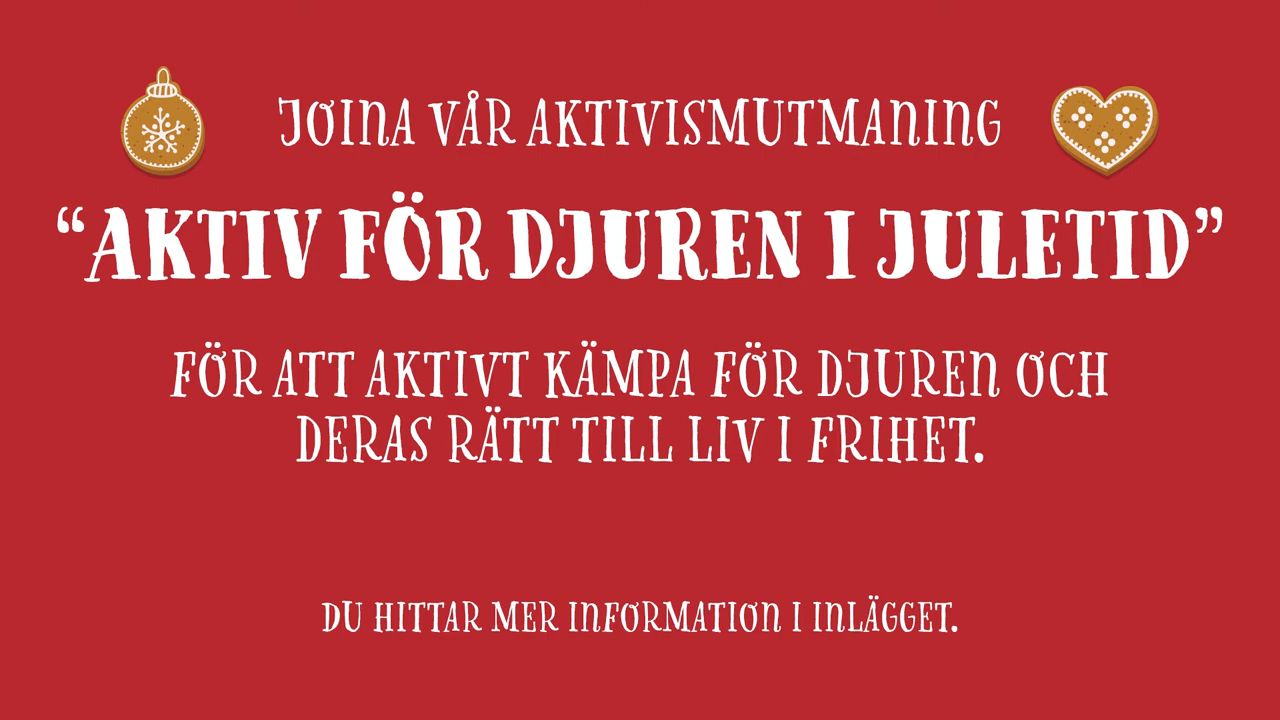 JOINA VÅR AKTIVISMUTMANING
“AKTIV FÖR DJUREN I JULETID”
FÖR ATT AKTIVT KÄMPA FÖR DJUREN OCH
DERAS RÄTT TILL LIV I FRIHET.
DU HITTAR MER INFORMATION I INLÄGGET.